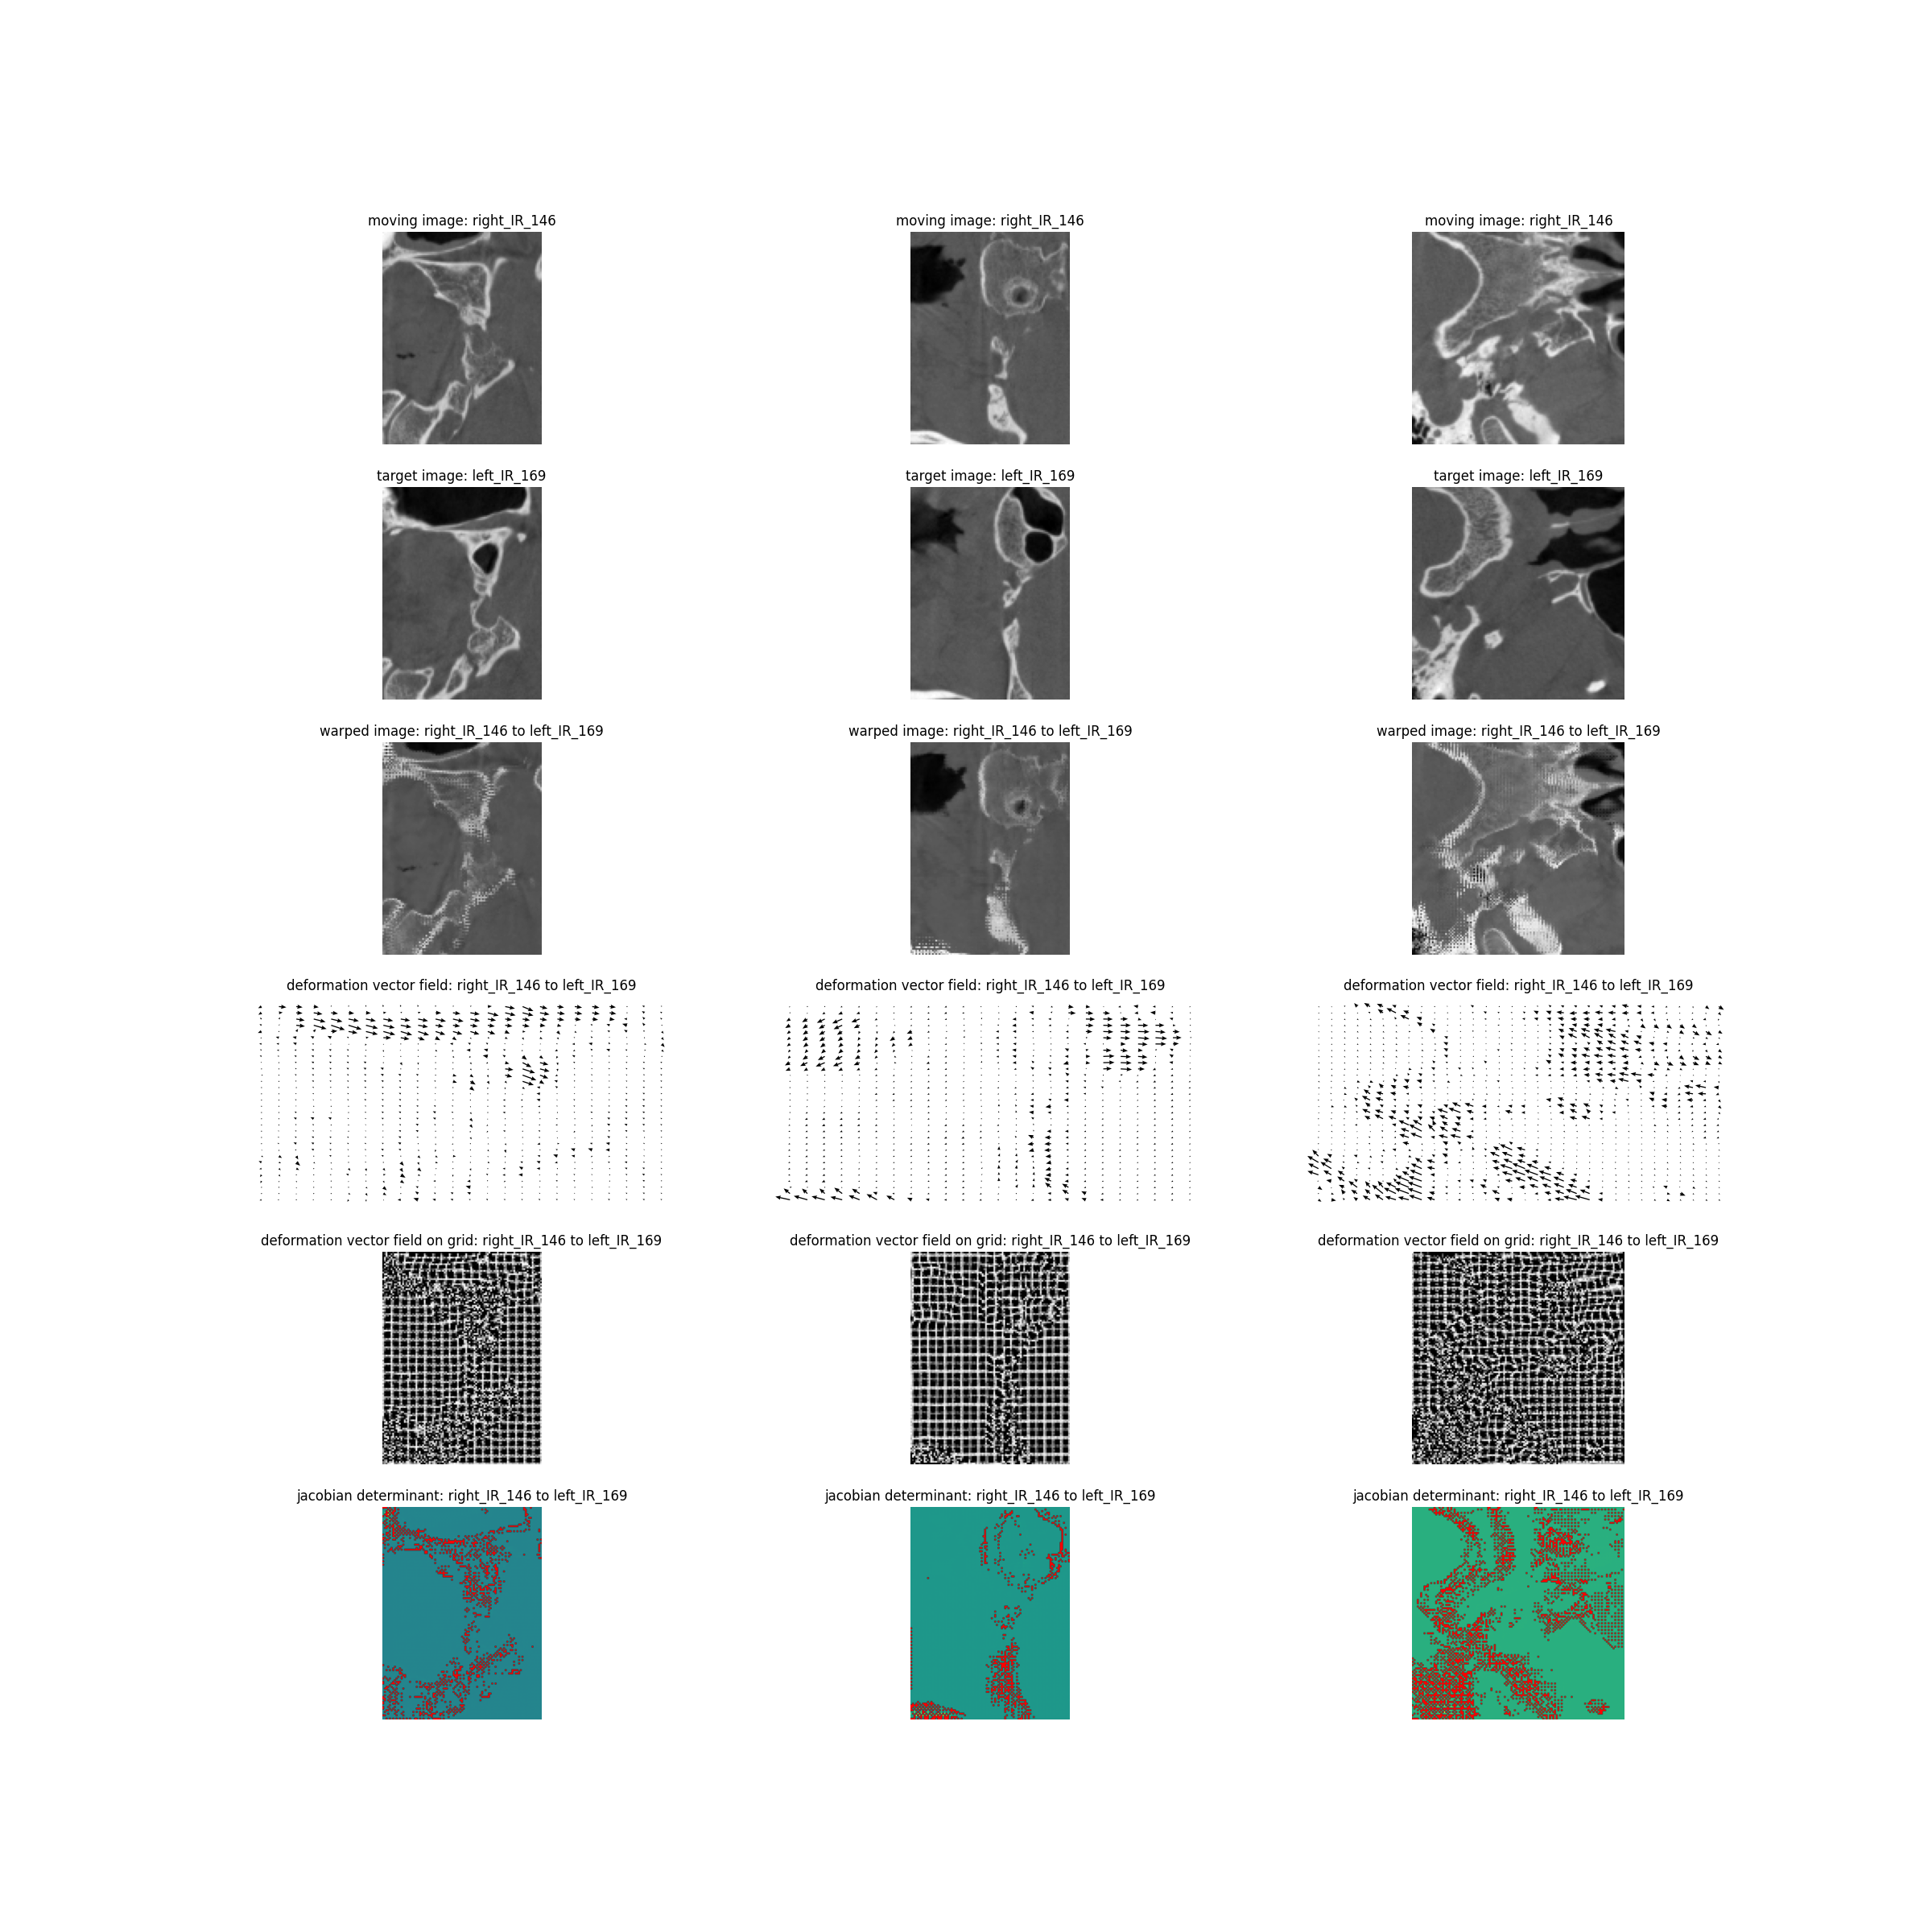 moving image: right_IR_146
moving image: right_IR_146
moving image: right_IR_146
target image: left_IR_169
target image: left_IR_169
target image: left_IR_169
warped image: right_IR_146 to left_IR_169
warped image: right_IR_146 to left_IR_169
warped image: right_IR_146 to left_IR_169
deformation vector field: right_IR_146 to left_IR_169
deformation vector field: right_IR_146 to left_IR_169
deformation vector field: right_IR_146 to left_IR_169
deformation vector field on grid: right_IR_146 to left_IR_169
deformation vector field on grid: right_IR_146 to left_IR_169
deformation vector field on grid: right_IR_146 to left_IR_169
jacobian determinant: right_IR_146 to left_IR_169
jacobian determinant: right_IR_146 to left_IR_169
jacobian determinant: right_IR_146 to left_IR_169